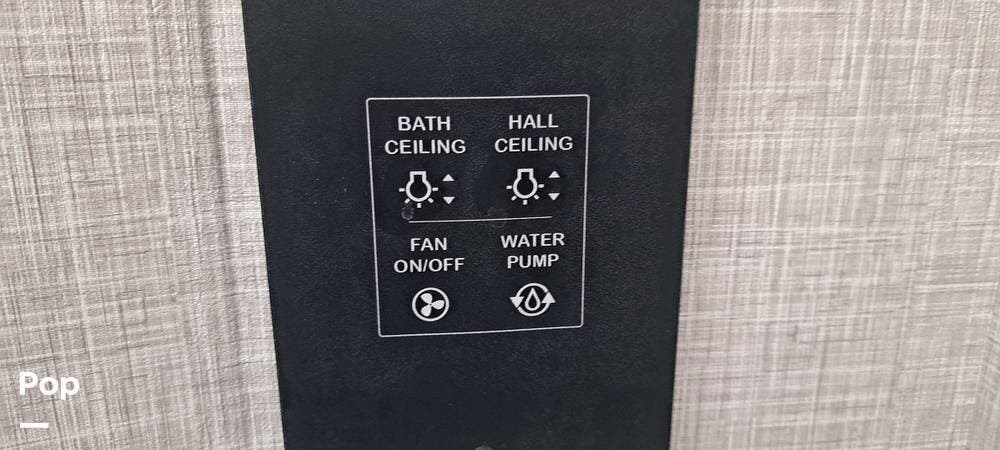 BATH
CEILING
HALL
CEILING
FAN
ON/OFF
WATER
PUMP
Pop